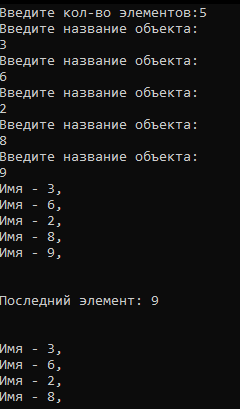 Введите кол-во элементов:5
Введите название объекта:
3
Введите название объекта:
6
Введите название объекта:
2
Введите название объекта:
8
Введите название объекта:
9
Имя - 3,
Имя - 6,
Имя - 2,
Имя - 8,
Имя - 9,
Последний элемент: 9
Имя - 3,
Имя - 6,
Имя - 2,
Имя - 8,